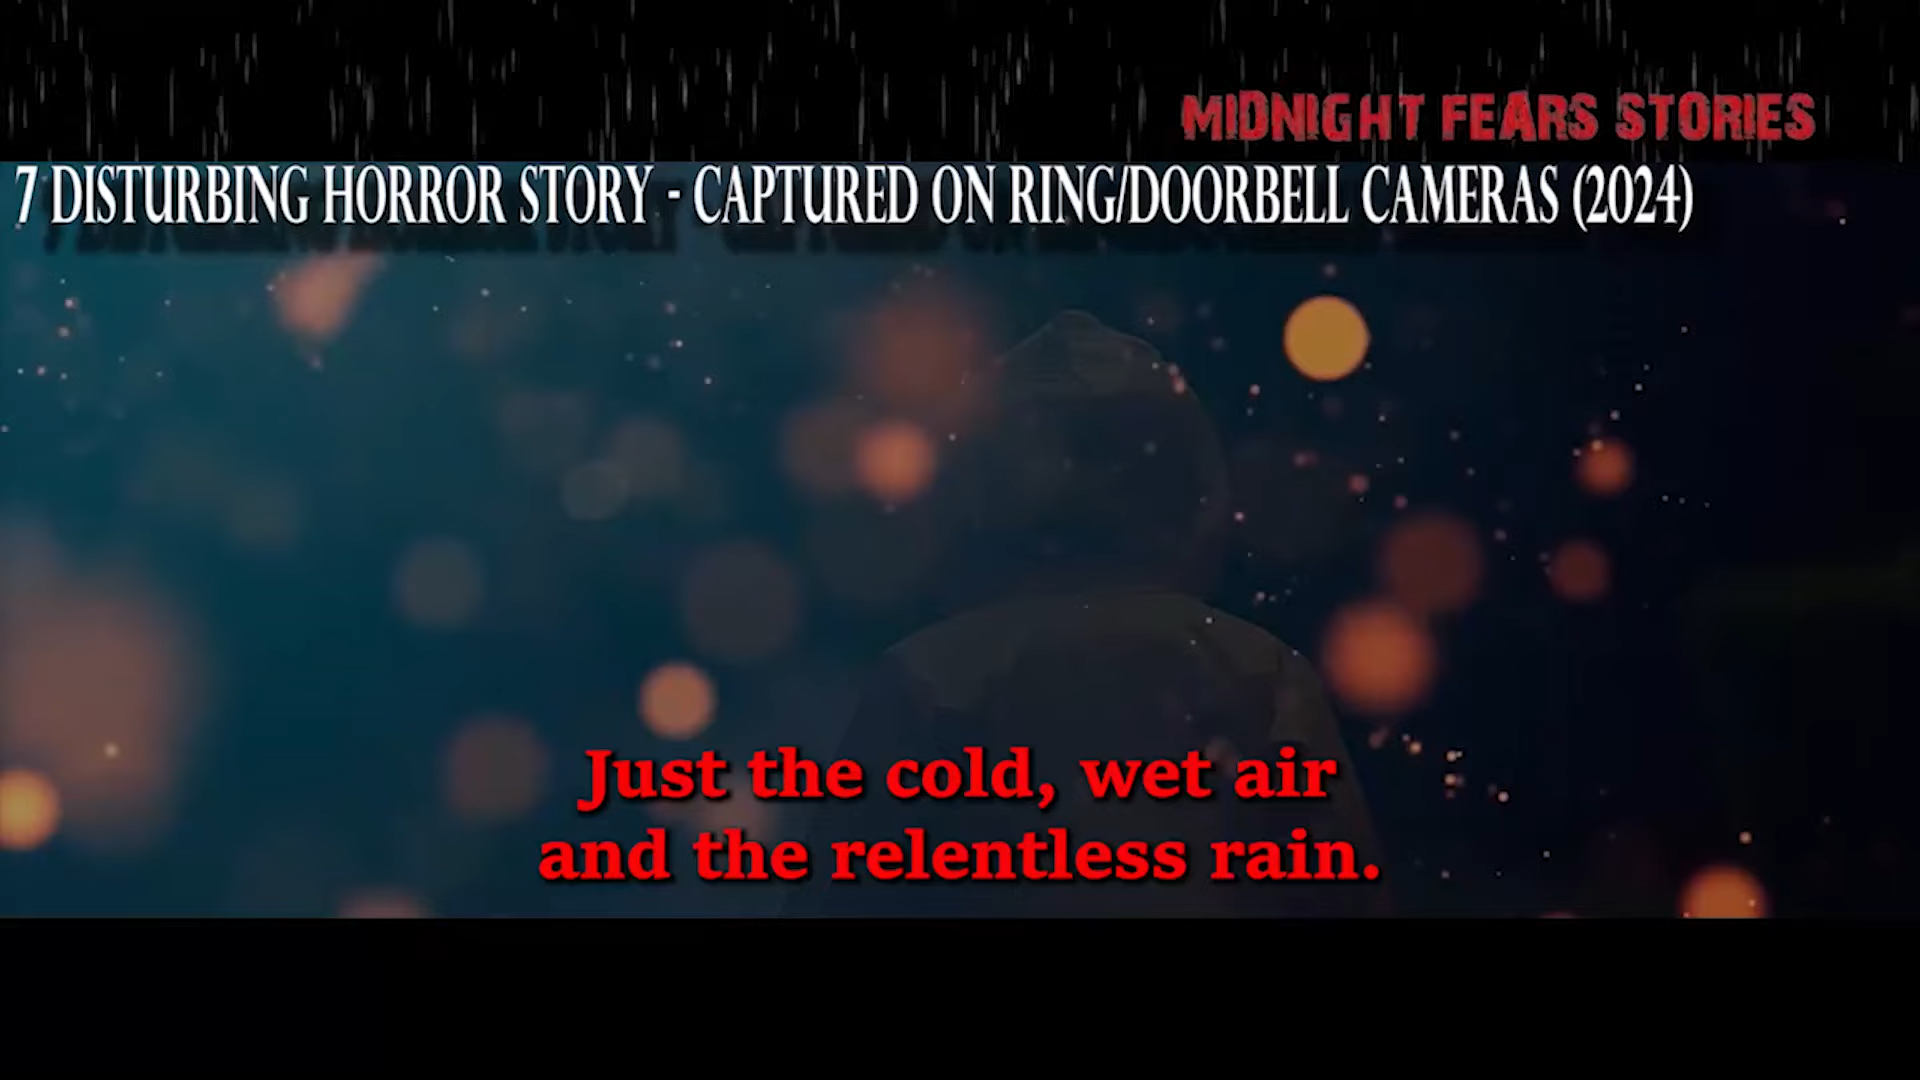 MIDNIGHT FEARS STORIES
7 DISTURBING HORROR STORY - CAPTURED ON RING/DOORBELL CAMERAS (2024)
Just the cold, wet air
and the relentless rain.